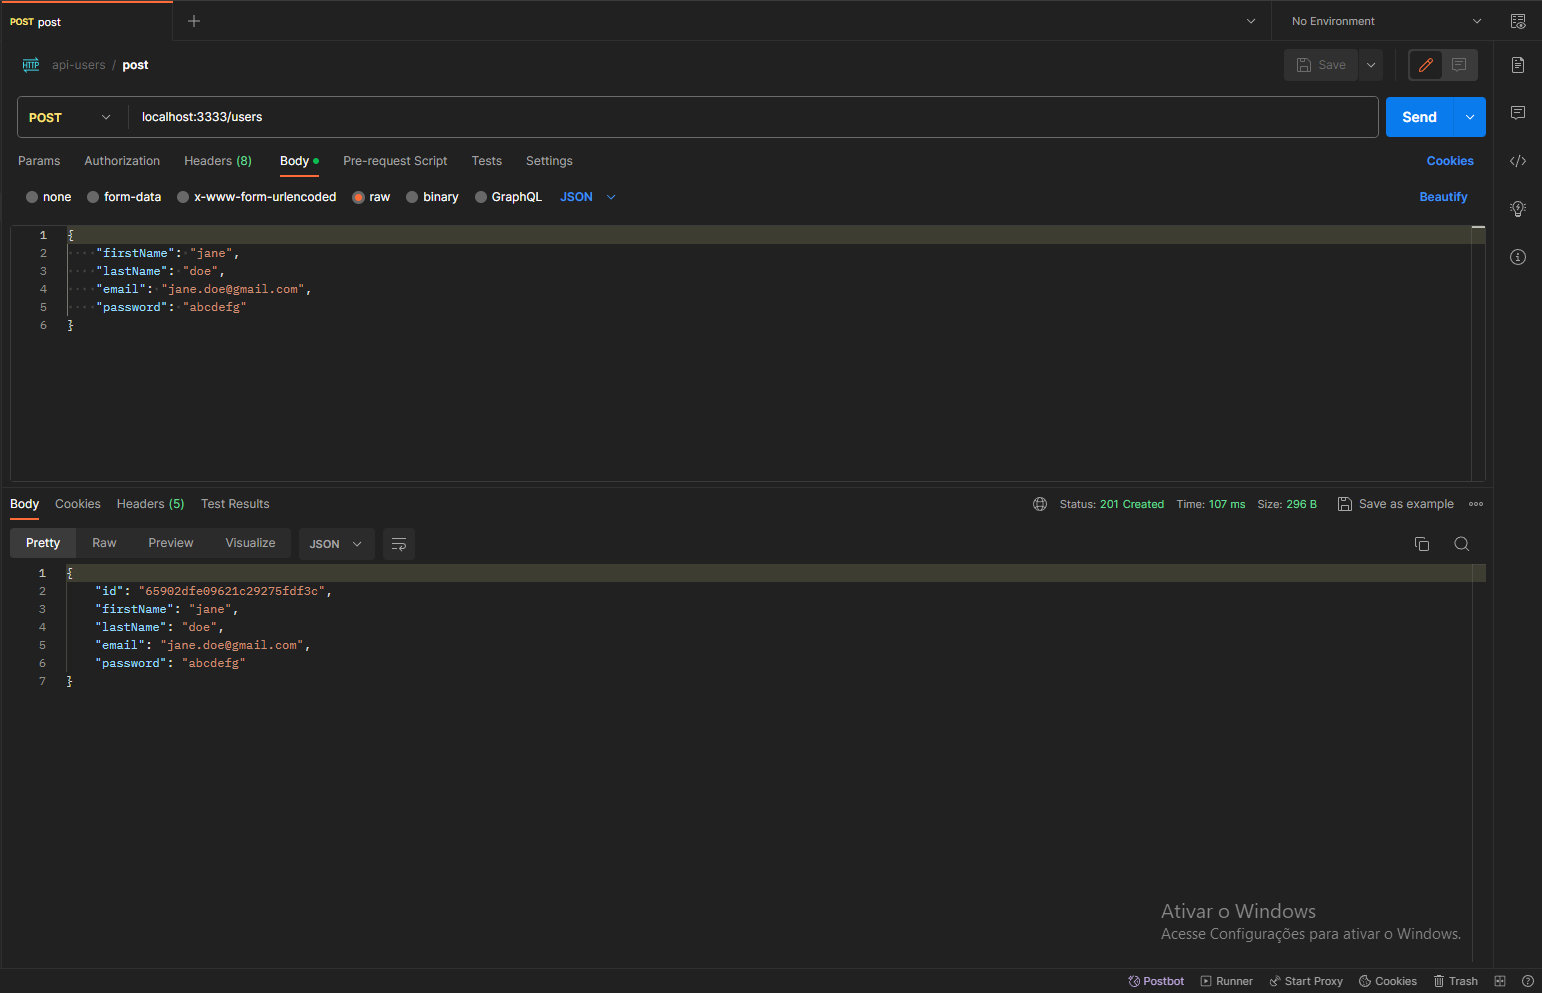 POST post
No Environment
HTTP api-users / post
Save
POST localhost:3333/users
Send
Params Authorization Headers (8) Body Pre-request Script Tests Settings Cookies
none form-data x-www-form-urlencoded raw binary GraphQL JSON Beautify
1 {
2 "firstName": "jane",
3 "lastName": "doe",
4 "email": "jane.doe@gmail.com",
5 "password": "abcdefg"
6 }
Body Cookies Headers (5) Test Results Status: 201 Created Time: 107 ms Size: 296 B Save as example
Pretty Raw Preview Visualize JSON
1 {
2 "id": "65902dfe09621c29275fdf3c",
3 "firstName": "jane",
4 "lastName": "doe",
5 "email": "jane.doe@gmail.com",
6 "password": "abcdefg"
7 }
Ativar o Windows
Acesse Configurações para ativar o Windows.
Postbot Runner Start Proxy Cookies Trash